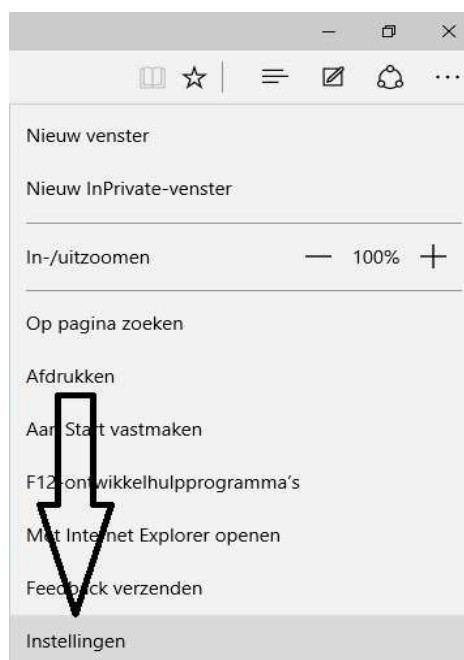 Nieuw venster
Nieuw InPrivate-venster
In-/uitzoomen — 100% +
Op pagina zoeken
Afdrukken
Aan Start vastmaken
F12-ontwikkelhulpprogramma's
Met Internet Explorer openen
Feedback verzenden
Instellingen